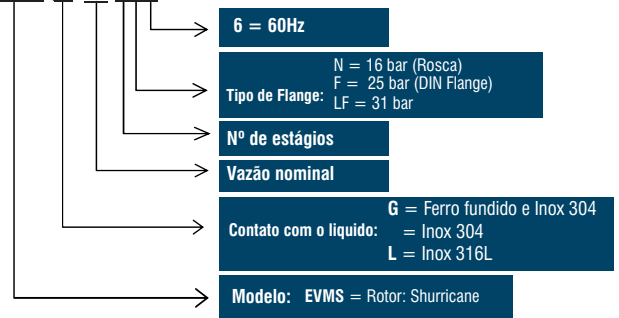 6 = 60Hz
N = 16 bar (Rosca)
Tipo de Flange: F = 25 bar (DIN Flange)
LF = 31 bar
Nº de estágios
Vazão nominal
G = Ferro fundido e Inox 304
Contato com o liquido: = Inox 304
L = Inox 316L
Modelo: EVMS = Rotor: Shurricane